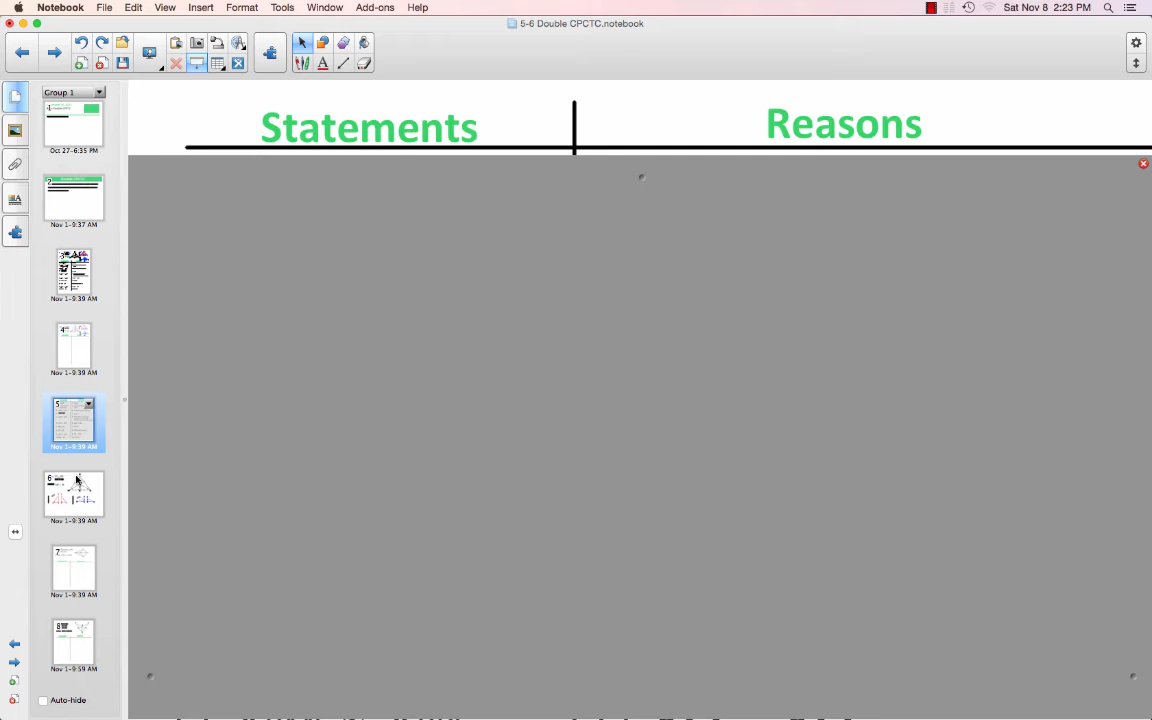 Notebook File Edit View Insert Format Tools Window Add-ons Help Sat Nov 8 2:23 PM
5-6 Double CPCTC.notebook
Group 1
Oct 27-6:35 PM
Nov 1-9:37 AM
Nov 1-9:39 AM
Nov 1-9:39 AM
Nov 1-9:39 AM
Nov 1-9:39 AM
Nov 1-9:39 AM
Nov 1-9:59 AM
Auto-hide
Statements Reasons